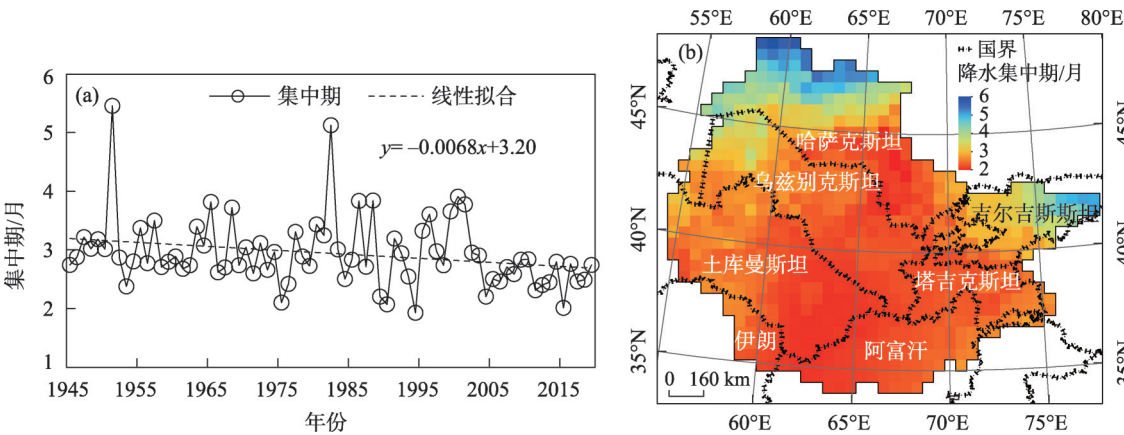 (a)
集中期
线性拟合
y= −0.0068x+3.20
6
5
4
3
2
1
集中期/月
1945 1955 1965 1975 1985 1995 2005 2015
年份
55°E 60°E 65°E 70°E 75°E 80°E
(b)
国界
降水集中期/月
6
5
4
3
2
45°N
40°N
35°N
45°N
40°N
35°N
哈萨克斯坦
乌兹别克斯坦
吉尔吉斯斯坦
土库曼斯坦
塔吉克斯坦
伊朗
阿富汗
0 160 km
60°E 65°E 70°E 75°E